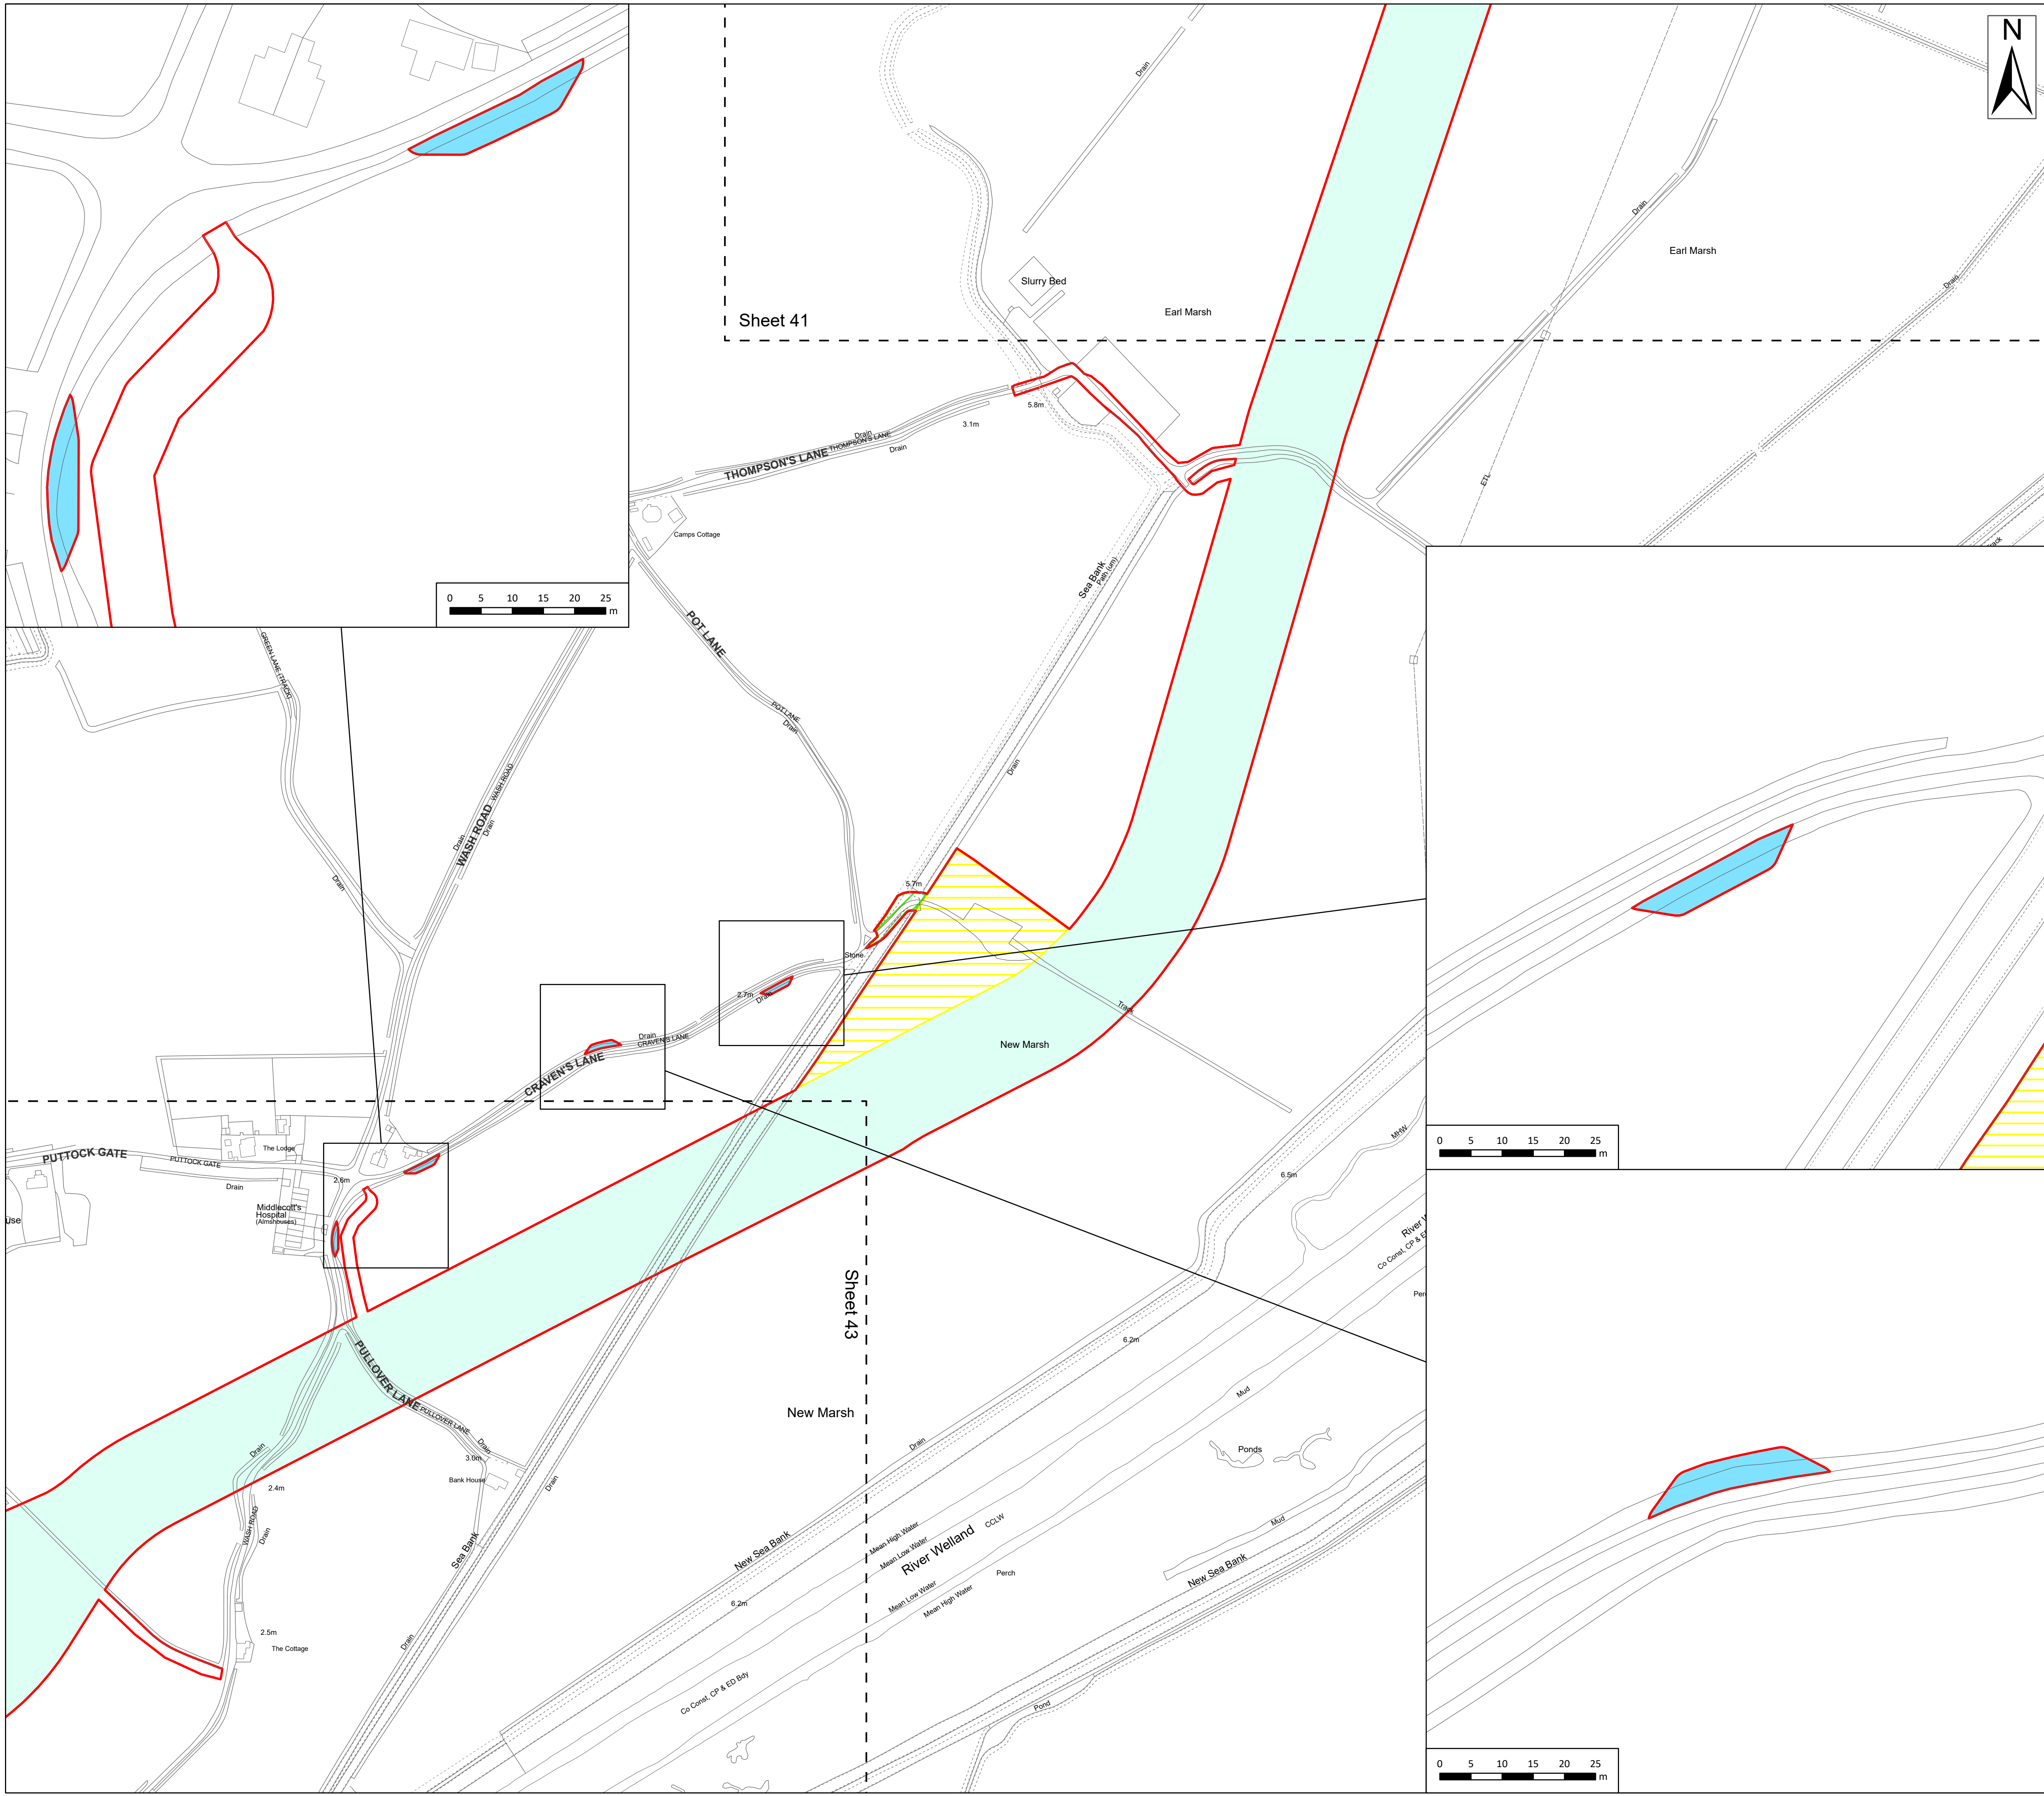 N
Drain
Drain
Earl Marsh
Drain
Slurry Bed
Earl Marsh
Sheet 41
5.8m
3.1m
Drain
THOMPSON'S LANE
THOMPSON'S LANE
Drain
ETL
Camps Cottage
Sea Bank
Path (um)
0 5 10 15 20 25
m
POT LANE
GREEN LANE (TRACK)
POT LANE
Drain
Drain
WASH ROAD
WASH ROAD
Drain
Drain
Drain
5.7m
Stone
2.7m
Drain
Track
New Marsh
Drain
CRAVEN'S LANE
CRAVEN'S LANE
PUTTOCK GATE
PUTTOCK GATE
The Lodge
Drain
2.6m
Middlecott's
Hospital
(Almshouses)
use
MHW
6.5m
0 5 10 15 20 25
m
River W
Co Const, CP & E
Sheet 43
6.2m
PULLOVER LANE
PULLOVER LANE
Drain
3.0m
Bank House
New Marsh
Mud
Drain
Ponds
Drain
2.4m
WASH ROAD
Drain
Drain
Sea Bank
New Sea Bank
Mean High Water
Mean Low Water
River Welland
CCLW
Mud
Perch
New Sea Bank
Mean Low Water
Mean High Water
6.2m
2.5m
The Cottage
Drain
Co Const, CP & ED Bdy
Pond
0 5 10 15 20 25
m